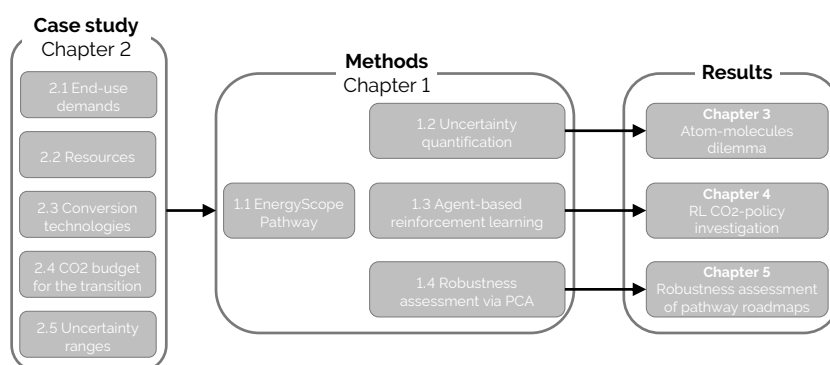 Case study
Chapter 2
2.1 End-use
demands
2.2 Resources
2.3 Conversion
technologies
2.4 CO2 budget
for the transition
2.5 Uncertainty
ranges
Methods
Chapter 1
1.1 EnergyScope
Pathway
1.2 Uncertainty
quantification
1.3 Agent-based
reinforcement learning
1.4 Robustness
assessment via PCA
Results
Chapter 3
Atom-molecules
dilemma
Chapter 4
RL CO2-policy
investigation
Chapter 5
Robustness assessment
of pathway roadmaps